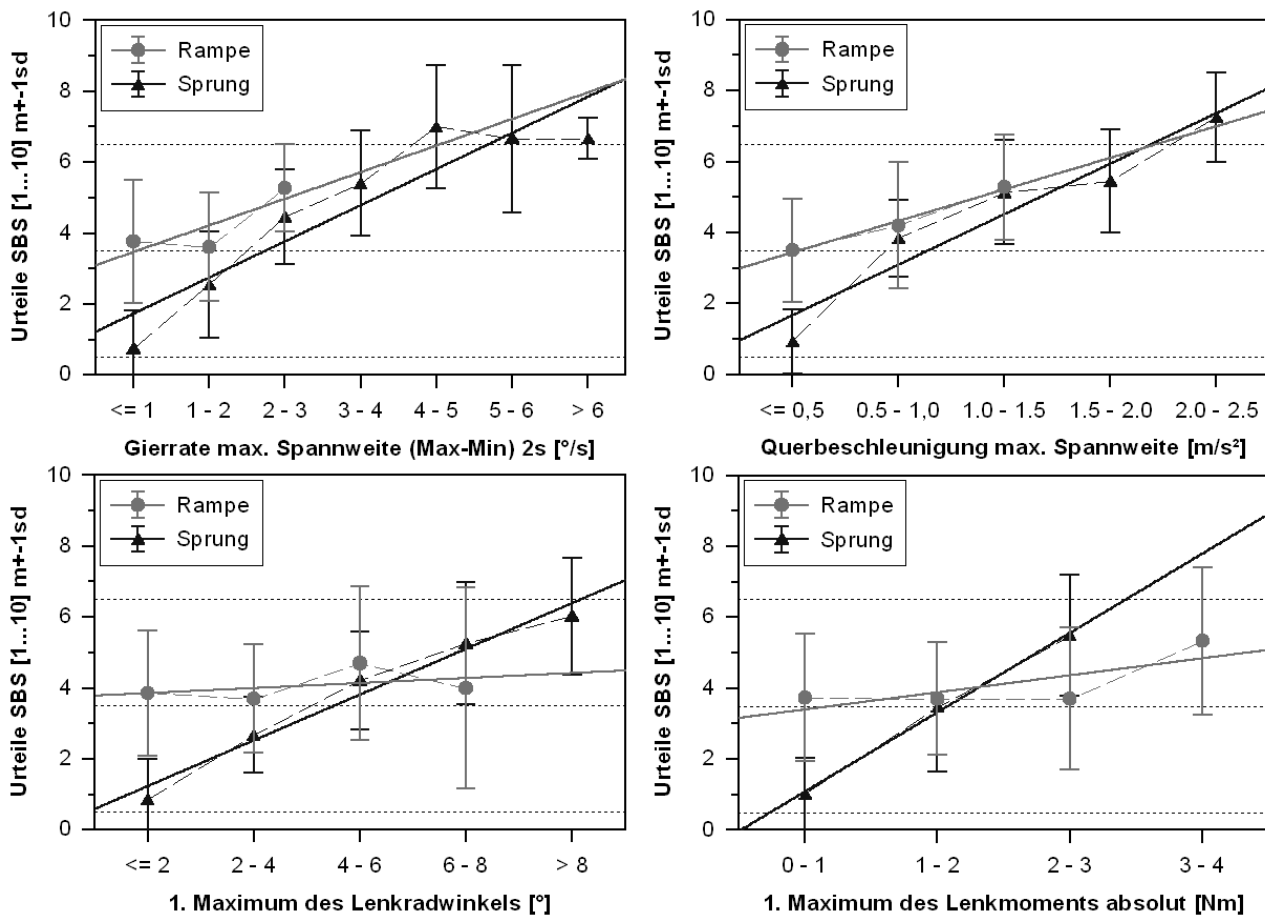 Urteile SBS [1...10] m+-1sd
10
8
6
4
2
0
Rampe
Sprung
<= 1
1 - 2
2 - 3
3 - 4
4 - 5
5 - 6
> 6
Gierrate max. Spannweite (Max-Min) 2s [°/s]
Urteile SBS [1...10] m+-1sd
10
8
6
4
2
0
Rampe
Sprung
<= 0,5
0.5 - 1,0
1.0 - 1.5
1.5 - 2.0
2.0 - 2.5
Querbeschleunigung max. Spannweite [m/s²]
Urteile SBS [1...10] m+-1sd
10
8
6
4
2
0
Rampe
Sprung
<= 2
2 - 4
4 - 6
6 - 8
> 8
1. Maximum des Lenkradwinkels [°]
Urteile SBS [1...10] m+-1sd
10
8
6
4
2
0
Rampe
Sprung
0 - 1
1 - 2
2 - 3
3 - 4
1. Maximum des Lenkmoments absolut [Nm]